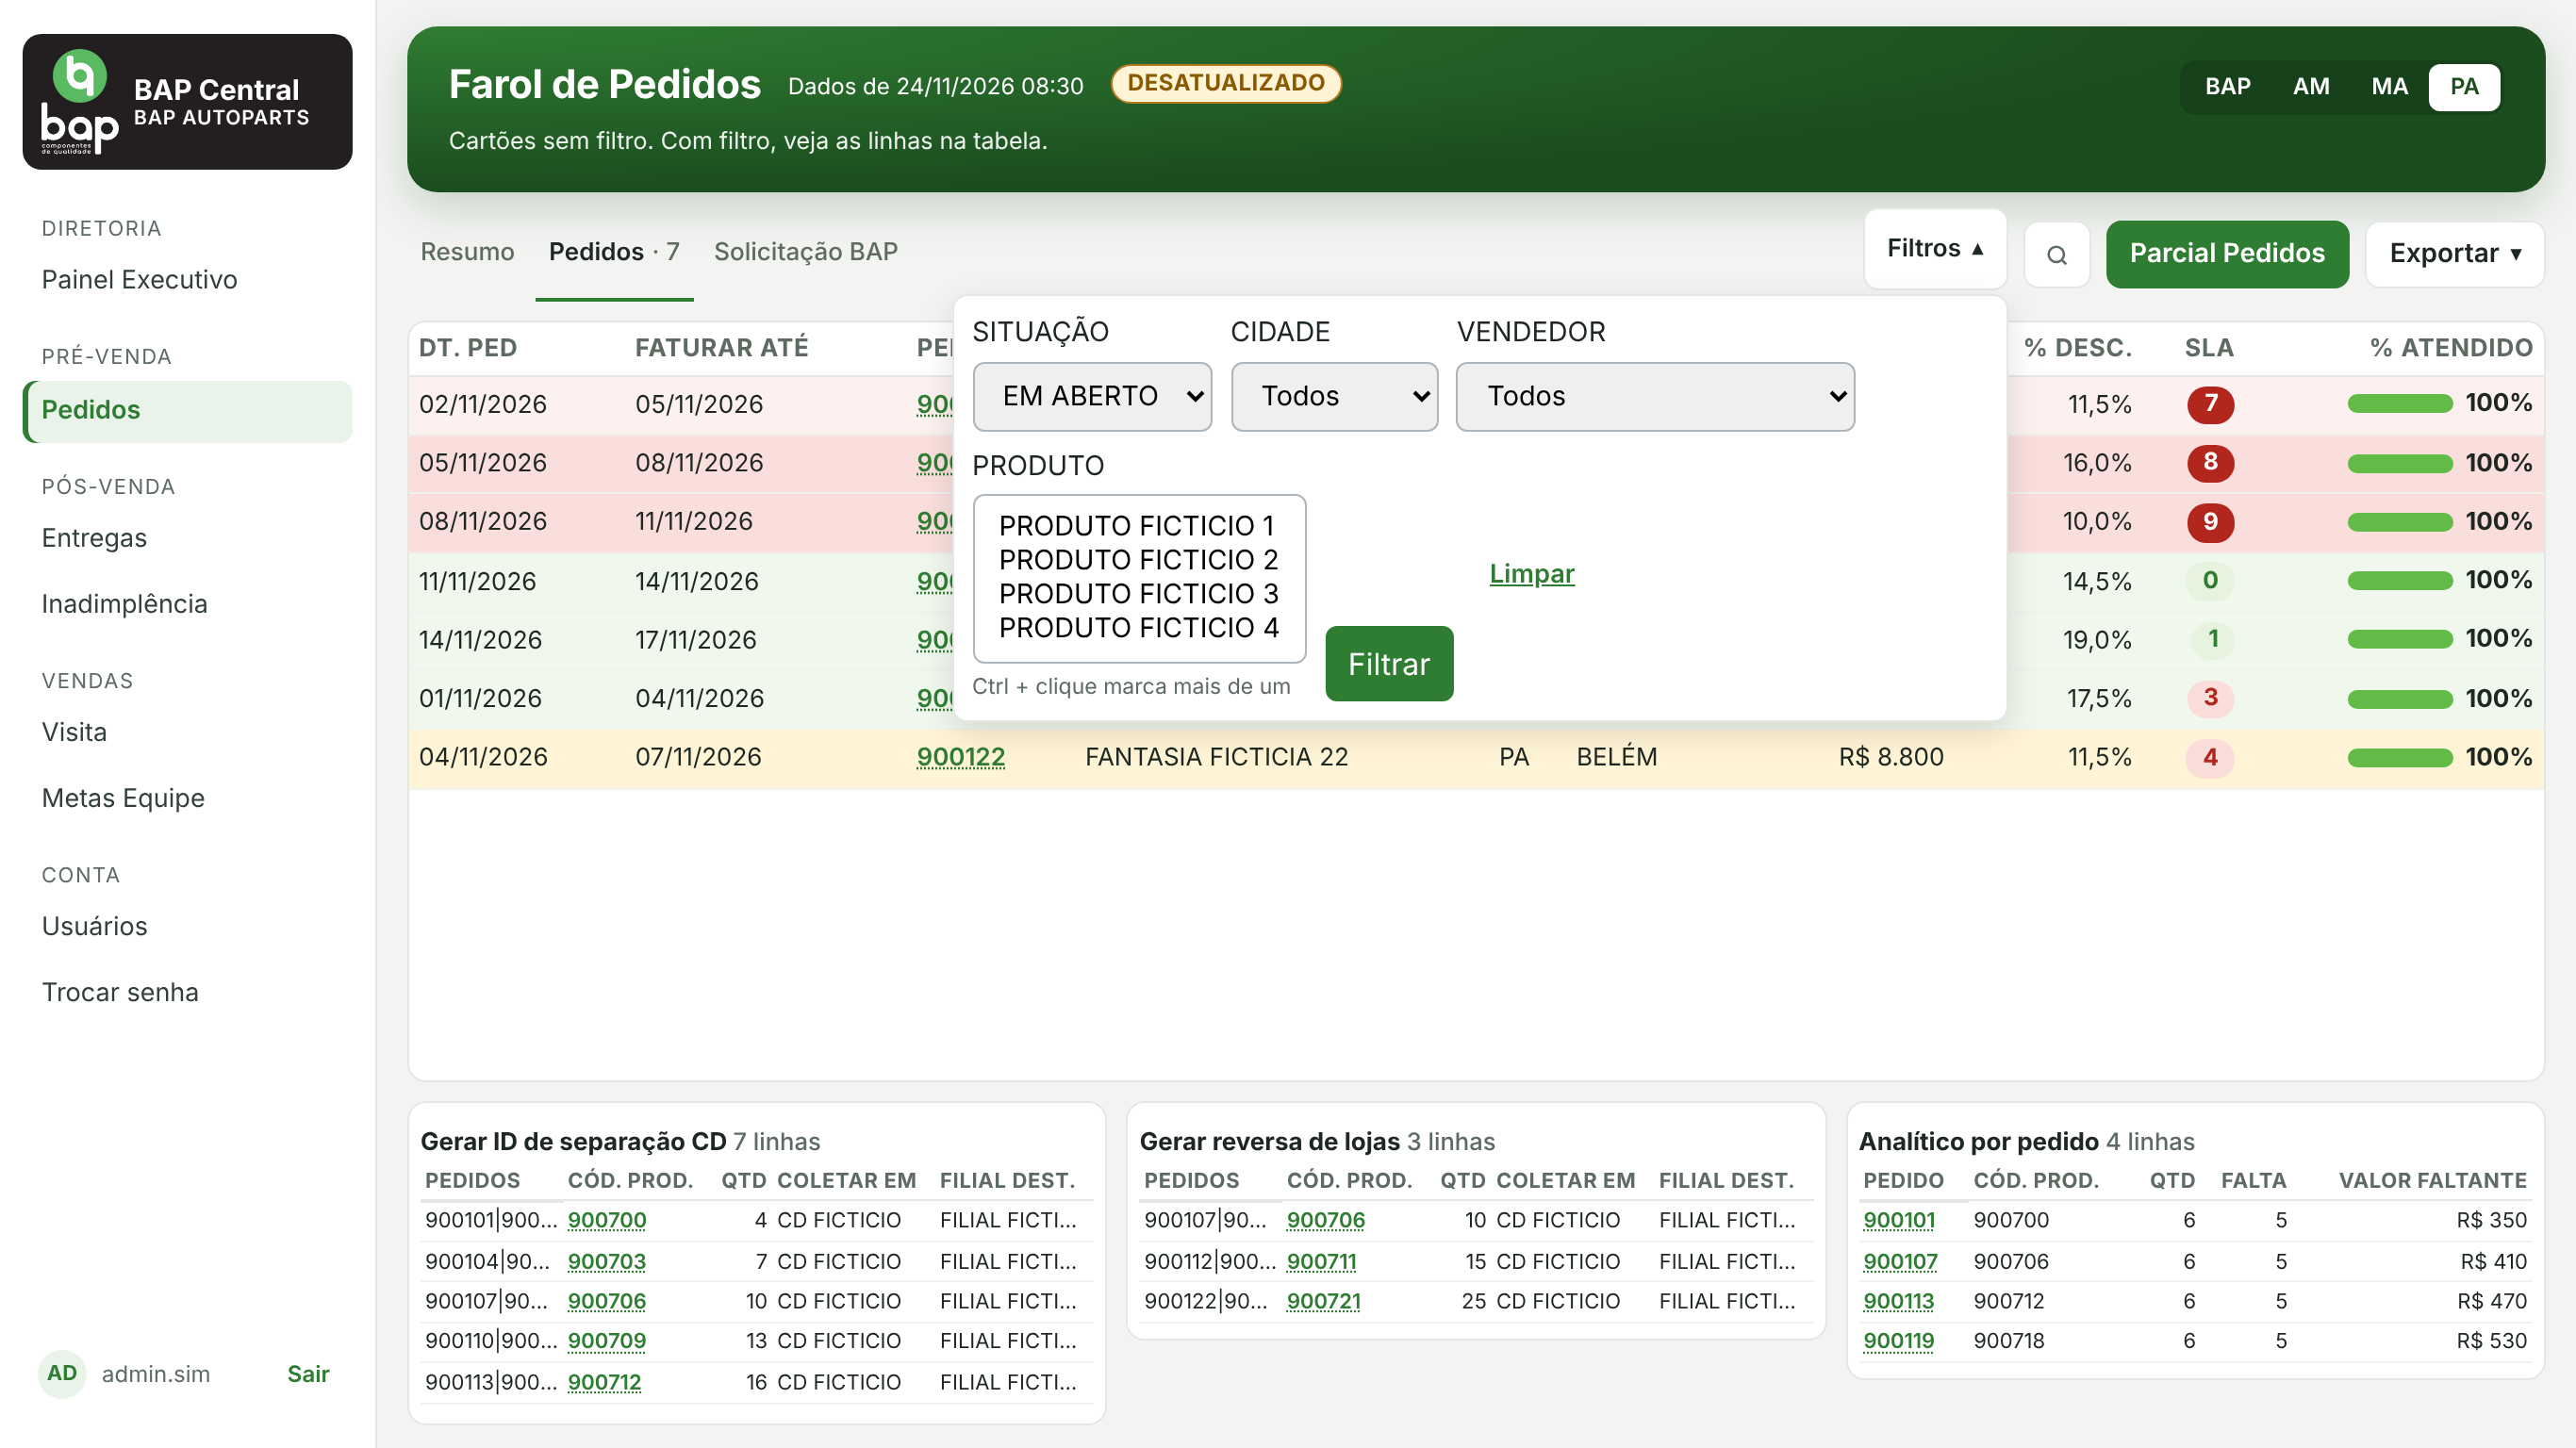 bap
componentes
de qualidade
BAP Central
BAP AUTOPARTS
DIRETORIA
Painel Executivo
PRÉ-VENDA
Pedidos
PÓS-VENDA
Entregas
Inadimplência
VENDAS
Visita
Metas Equipe
CONTA
Usuários
Trocar senha
AD admin.sim Sair
Farol de Pedidos Dados de 24/11/2026 08:30 DESATUALIZADO
Cartões sem filtro. Com filtro, veja as linhas na tabela.
BAP AM MA PA
Resumo Pedidos · 7 Solicitação BAP
Filtros ▲ Parcial Pedidos Exportar ▼
SITUAÇÃO CIDADE VENDEDOR
EM ABERTO Todos Todos
PRODUTO
PRODUTO FICTICIO 1
PRODUTO FICTICIO 2
PRODUTO FICTICIO 3
PRODUTO FICTICIO 4
Ctrl + clique marca mais de um
Filtrar
Limpar
DT. PED FATURAR ATÉ % DESC. SLA % ATENDIDO
02/11/2026 05/11/2026 900 11,5% 7 100%
05/11/2026 08/11/2026 900 16,0% 8 100%
08/11/2026 11/11/2026 900 10,0% 9 100%
11/11/2026 14/11/2026 900 14,5% 0 100%
14/11/2026 17/11/2026 900 19,0% 1 100%
01/11/2026 04/11/2026 900 17,5% 3 100%
04/11/2026 07/11/2026 900122 FANTASIA FICTICIA 22 PA BELÉM R$ 8.800 11,5% 4 100%
Gerar ID de separação CD 7 linhas
PEDIDOS CÓD. PROD. QTD COLETAR EM FILIAL DEST.
900101|900... 900700 4 CD FICTICIO FILIAL FICTI...
900104|90... 900703 7 CD FICTICIO FILIAL FICTI...
900107|90... 900706 10 CD FICTICIO FILIAL FICTI...
900110|900... 900709 13 CD FICTICIO FILIAL FICTI...
900113|900... 900712 16 CD FICTICIO FILIAL FICTI...
Gerar reversa de lojas 3 linhas
PEDIDOS CÓD. PROD. QTD COLETAR EM FILIAL DEST.
900107|90... 900706 10 CD FICTICIO FILIAL FICTI...
900112|900... 900711 15 CD FICTICIO FILIAL FICTI...
900122|90... 900721 25 CD FICTICIO FILIAL FICTI...
Analítico por pedido 4 linhas
PEDIDO CÓD. PROD. QTD FALTA VALOR FALTANTE
900101 900700 6 5 R$ 350
900107 900706 6 5 R$ 410
900113 900712 6 5 R$ 470
900119 900718 6 5 R$ 530